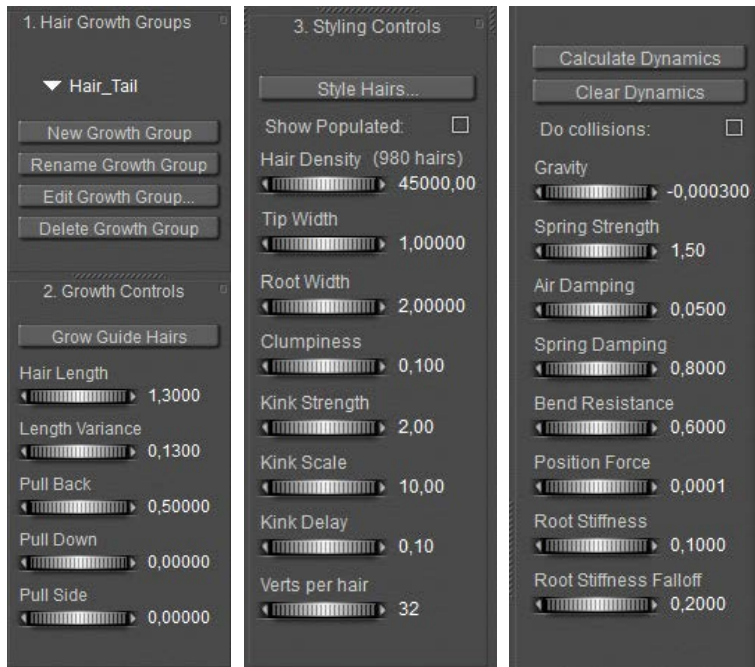 1. Hair Growth Groups
Hair_Tail
New Growth Group
Rename Growth Group
Edit Growth Group...
Delete Growth Group
2. Growth Controls
Grow Guide Hairs
Hair Length
1,3000
Length Variance
0,1300
Pull Back
0,50000
Pull Down
0,00000
Pull Side
0,00000
3. Styling Controls
Style Hairs...
Show Populated:
Hair Density (980 hairs)
45000,00
Tip Width
1,00000
Root Width
2,00000
Clumpiness
0,100
Kink Strength
2,00
Kink Scale
10,00
Kink Delay
0,10
Verts per hair
32
Calculate Dynamics
Clear Dynamics
Do collisions:
Gravity
-0,000300
Spring Strength
1,50
Air Damping
0,0500
Spring Damping
0,8000
Bend Resistance
0,6000
Position Force
0,0001
Root Stiffness
0,1000
Root Stiffness Falloff
0,2000